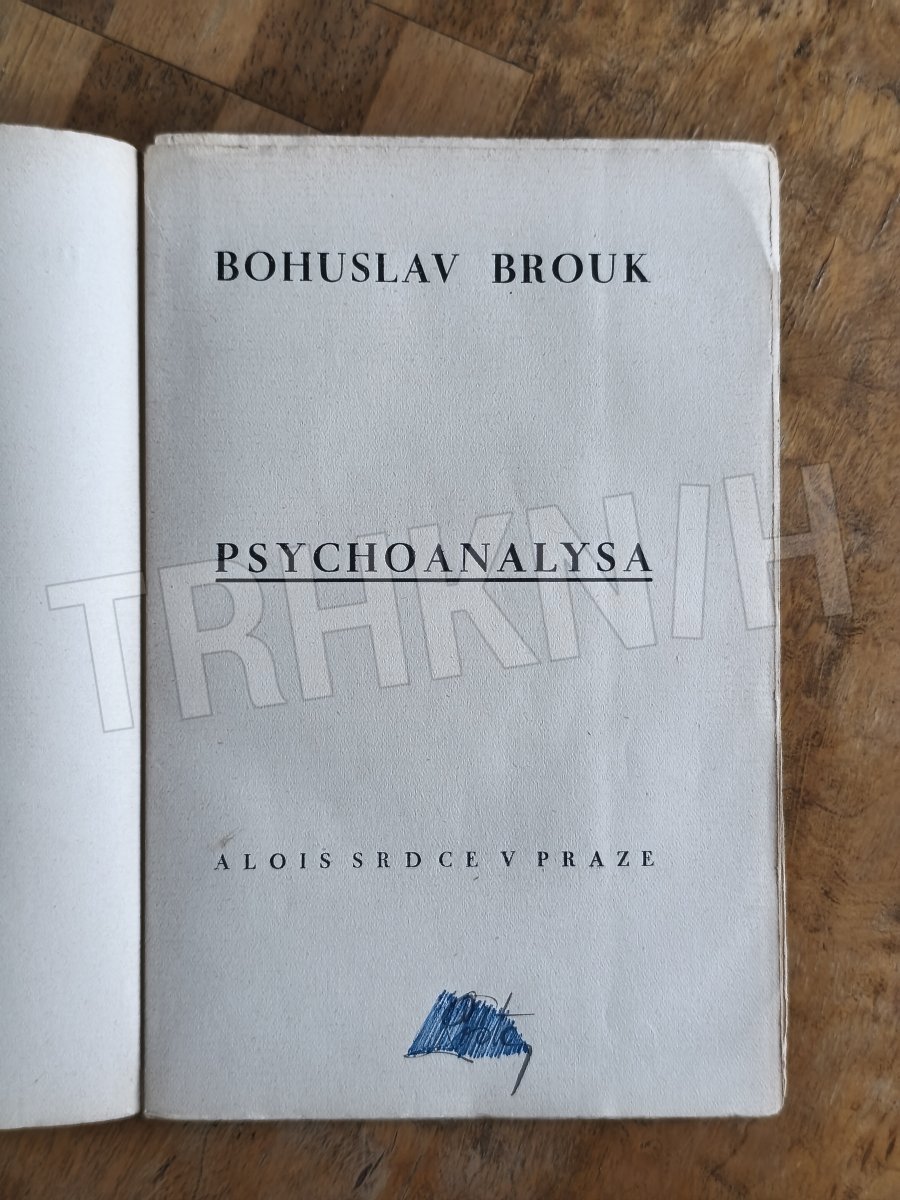 BOHUSLAV BROUK
PSYCHOANALYSA
TRHKNIH
ALOIS SRDCE V PRAZE